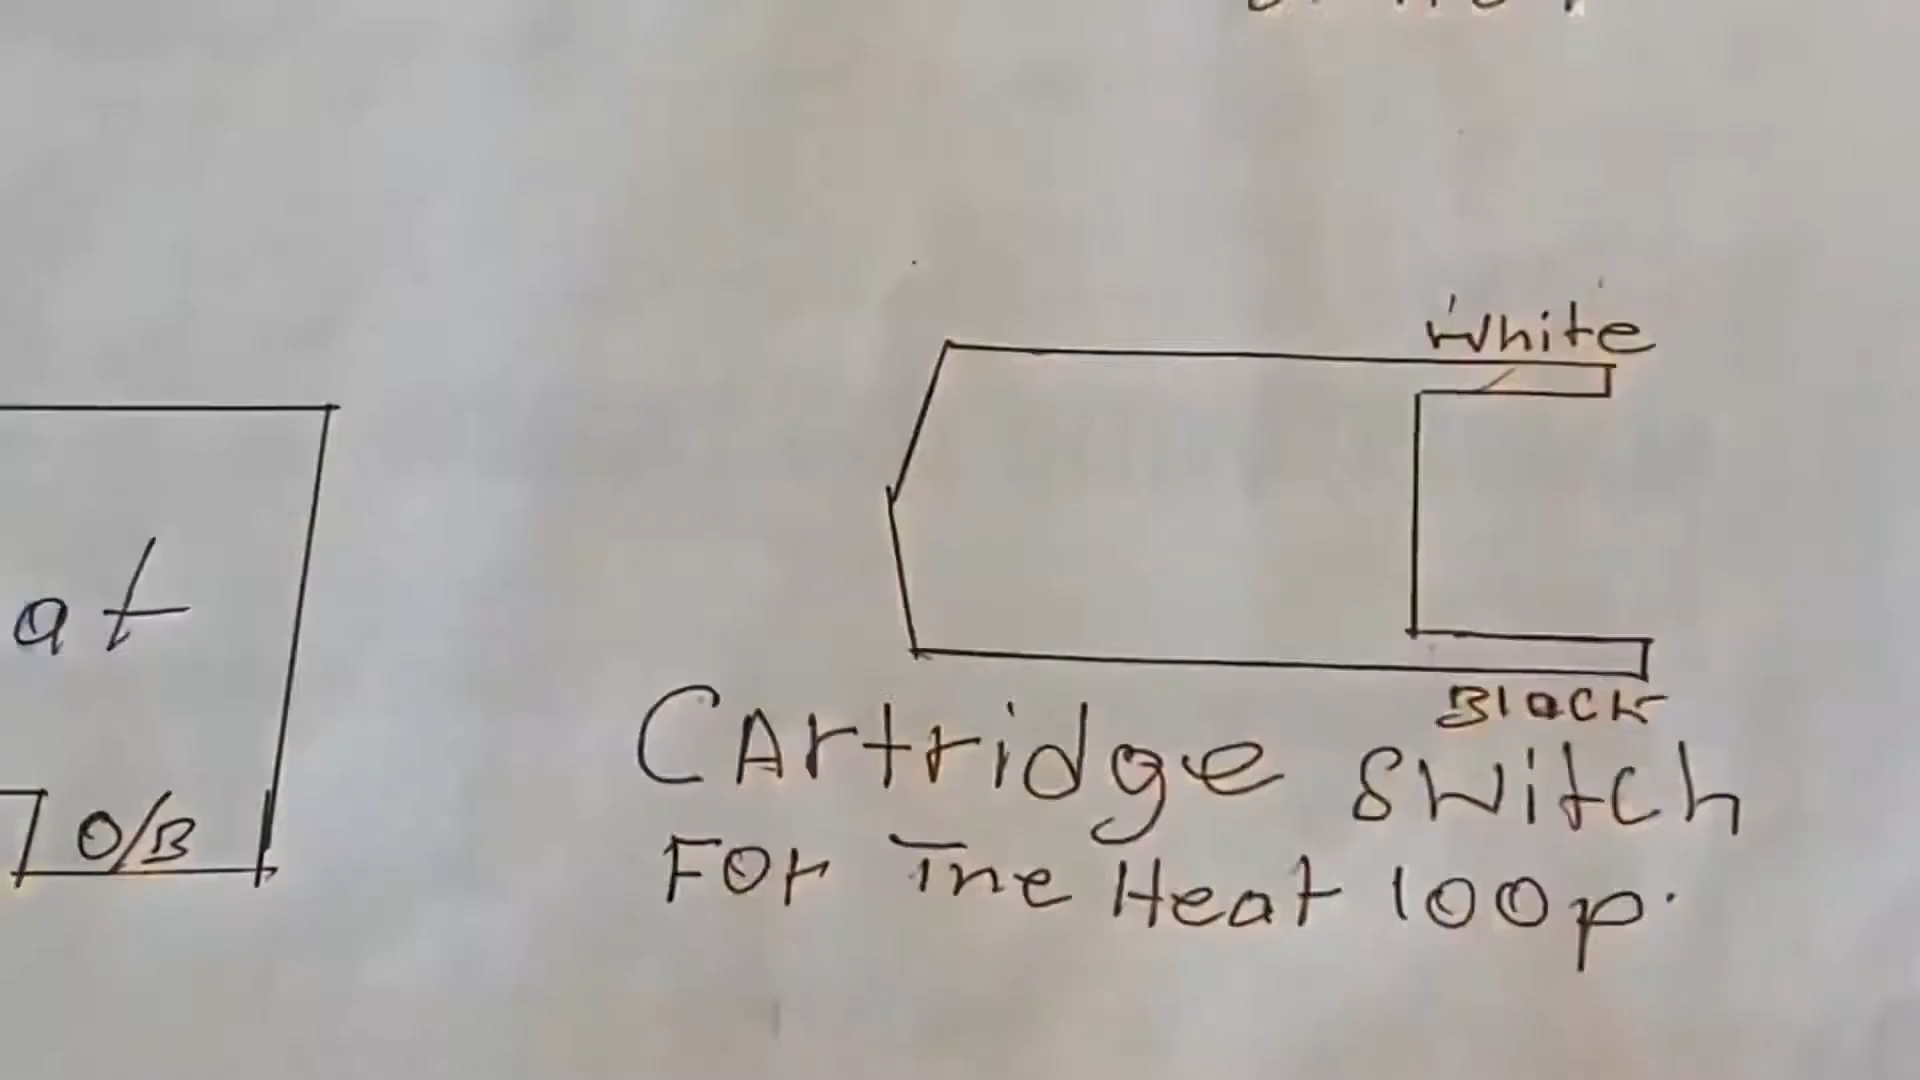 White
at
Black
CArtridge Switch
O/B
For The Heat loop.